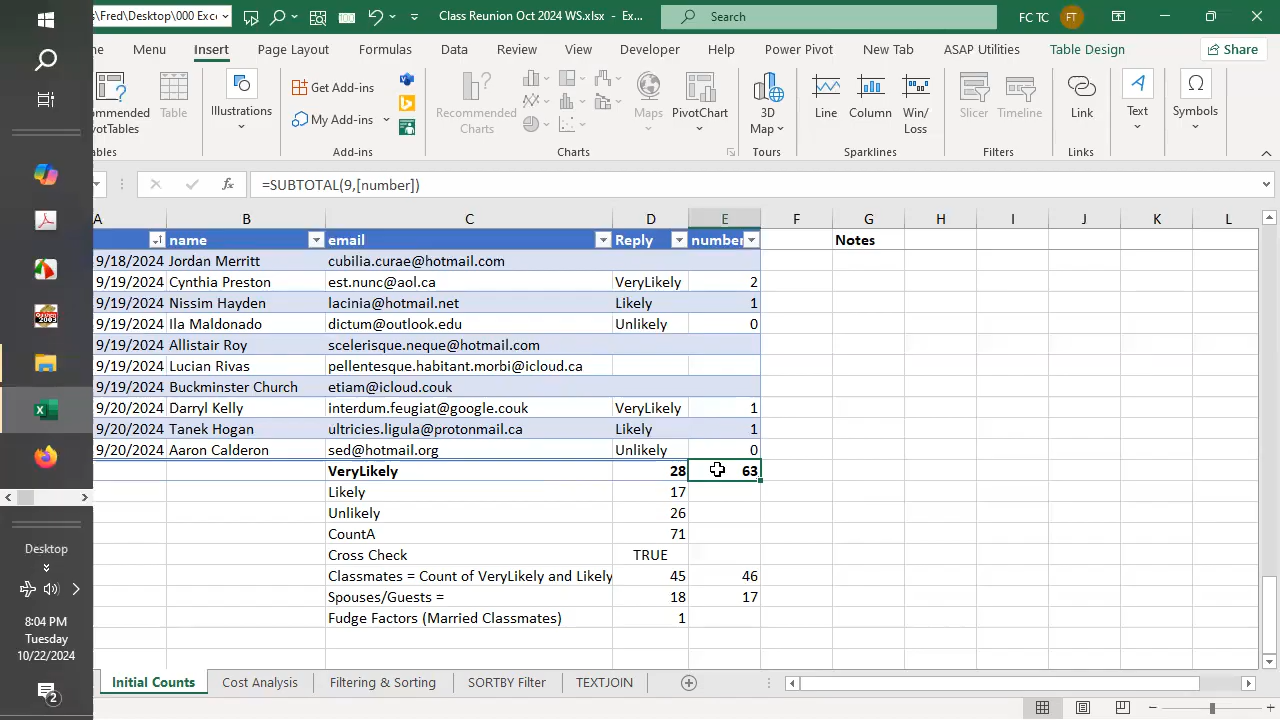 s\Fred\Desktop\000 Exce
Class Reunion Oct 2024 WS.xlsx - Ex...
Search
FC TC
FT
me
Menu
Insert
Page Layout
Formulas
Data
Review
View
Developer
Help
Power Pivot
New Tab
ASAP Utilities
Table Design
Share
ommended
votTables
Table
Illustrations
Get Add-ins
My Add-ins
Recommended
Charts
Maps
PivotChart
3D
Map
Line
Column
Win/
Loss
Slicer
Timeline
Link
Text
Symbols
ables
Add-ins
Charts
Tours
Sparklines
Filters
Links
fx
=SUBTOTAL(9,[number])
A B C D E F G H I J K L
name email Reply number Notes
9/18/2024 Jordan Merritt cubilia.curae@hotmail.com
9/19/2024 Cynthia Preston est.nunc@aol.ca VeryLikely 2
9/19/2024 Nissim Hayden lacinia@hotmail.net Likely 1
9/19/2024 Ila Maldonado dictum@outlook.edu Unlikely 0
9/19/2024 Allistair Roy scelerisque.neque@hotmail.com
9/19/2024 Lucian Rivas pellentesque.habitant.morbi@icloud.ca
9/19/2024 Buckminster Church etiam@icloud.couk
9/20/2024 Darryl Kelly interdum.feugiat@google.couk VeryLikely 1
9/20/2024 Tanek Hogan ultricies.ligula@protonmail.ca Likely 1
9/20/2024 Aaron Calderon sed@hotmail.org Unlikely 0
VeryLikely 28 63
Likely 17
Unlikely 26
CountA 71
Cross Check TRUE
Classmates = Count of VeryLikely and Likely 45 46
Spouses/Guests = 18 17
Fudge Factors (Married Classmates) 1
Desktop
8:04 PM
Tuesday
10/22/2024
2
Initial Counts
Cost Analysis
Filtering & Sorting
SORTBY Filter
TEXTJOIN